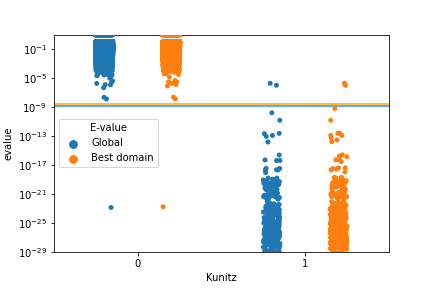 10⁻¹
10⁻⁵
10⁻⁹
10⁻¹³
10⁻¹⁷
10⁻²¹
10⁻²⁵
10⁻²⁹
evalue
E-value
Global
Best domain
0 1
Kunitz